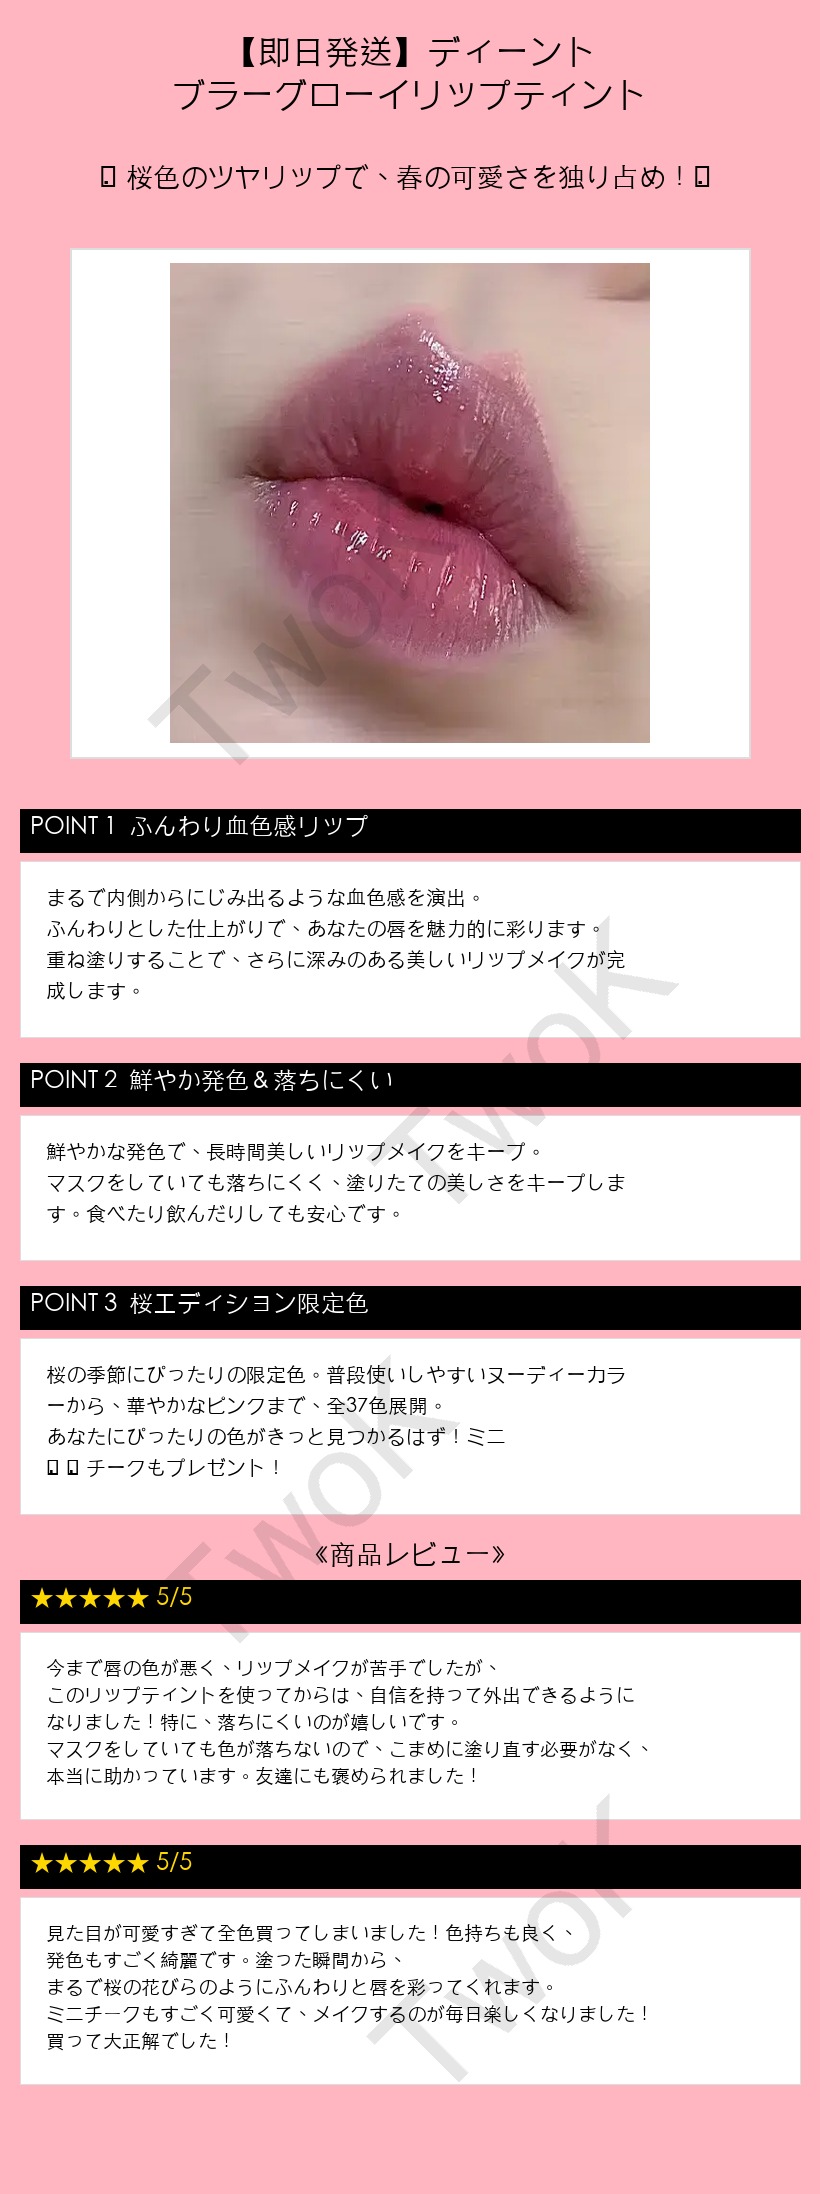 【即日発送】ディーント
ブラーグローイリップティント
桜色のツヤリップで、春の可愛さを独り占め！
TwoK
POINT 1 ふんわり血色感リップ
まるで内側からにじみ出るような血色感を演出。
ふんわりとした仕上がりで、あなたの唇を魅力的に彩ります。
重ね塗りすることで、さらに深みのある美しいリップメイクが完
成します。
TwoK
POINT 2 鮮やか発色＆落ちにくい
鮮やかな発色で、長時間美しいリップメイクをキープ。
マスクをしていても落ちにくく、塗りたての美しさをキープしま
す。食べたり飲んだりしても安心です。
POINT 3 桜エディション限定色
桜の季節にぴったりの限定色。普段使いしやすいヌーディーカラ
ーから、華やかなピンクまで、全37色展開。
あなたにぴったりの色がきっと見つかるはず！ミニ
チークもプレゼント！
TwoK
《商品レビュー》
★★★★★ 5/5
今まで唇の色が悪く、リップメイクが苦手でしたが、
このリップティントを使ってからは、自信を持って外出できるように
なりました！特に、落ちにくいのが嬉しいです。
マスクをしていても色が落ちないので、こまめに塗り直す必要がなく、
本当に助かっています。友達にも褒められました！
★★★★★ 5/5
見た目が可愛すぎて全色買ってしまいました！色持ちも良く、
発色もすごく綺麗です。塗った瞬間から、
まるで桜の花びらのようにふんわりと唇を彩ってくれます。
ミニチークもすごく可愛くて、メイクするのが毎日楽しくなりました！
買って大正解でした！
TwoK